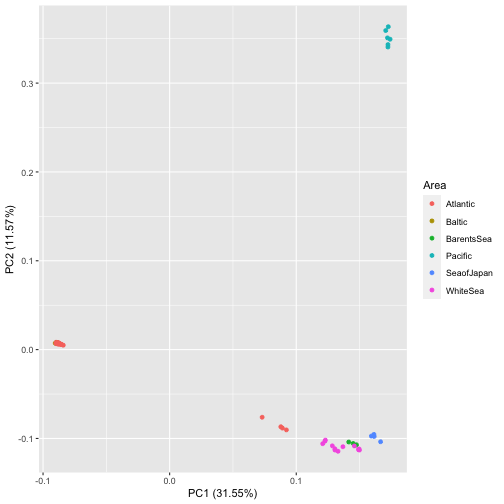 0.3
0.2
0.1
0.0
-0.1
PC2 (11.57%)
-0.1
0.0
0.1
PC1 (31.55%)
Area
Atlantic
Baltic
BarentsSea
Pacific
SeaofJapan
WhiteSea